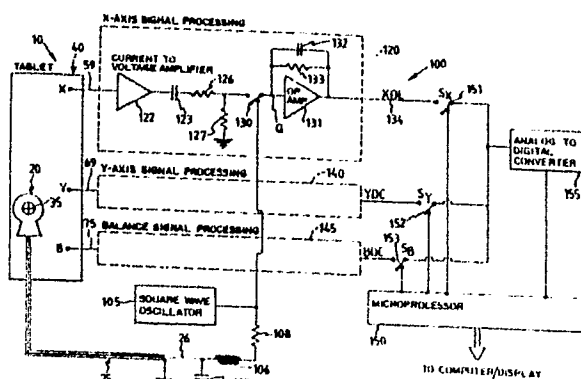 X-AXIS SIGNAL PROCESSING
10
40
TABLET
CURRENT TO
VOLTAGE AMPLIFIER
132
120
100
X
59
126
133
OP
AMP.
XDC
Sx
151
122
123
127
130
Q
131
134
ANALOG TO
DIGITAL
CONVERTER
155
20
35
Y
69
Y-AXIS SIGNAL PROCESSING
140
YDC
SY
152
B
75
BALANCE SIGNAL PROCESSING
145
153
SB
105
SQUARE WAVE
OSCILLATOR
MICROPROCESSOR
150
108
26
106
TO COMPUTER/DISPLAY